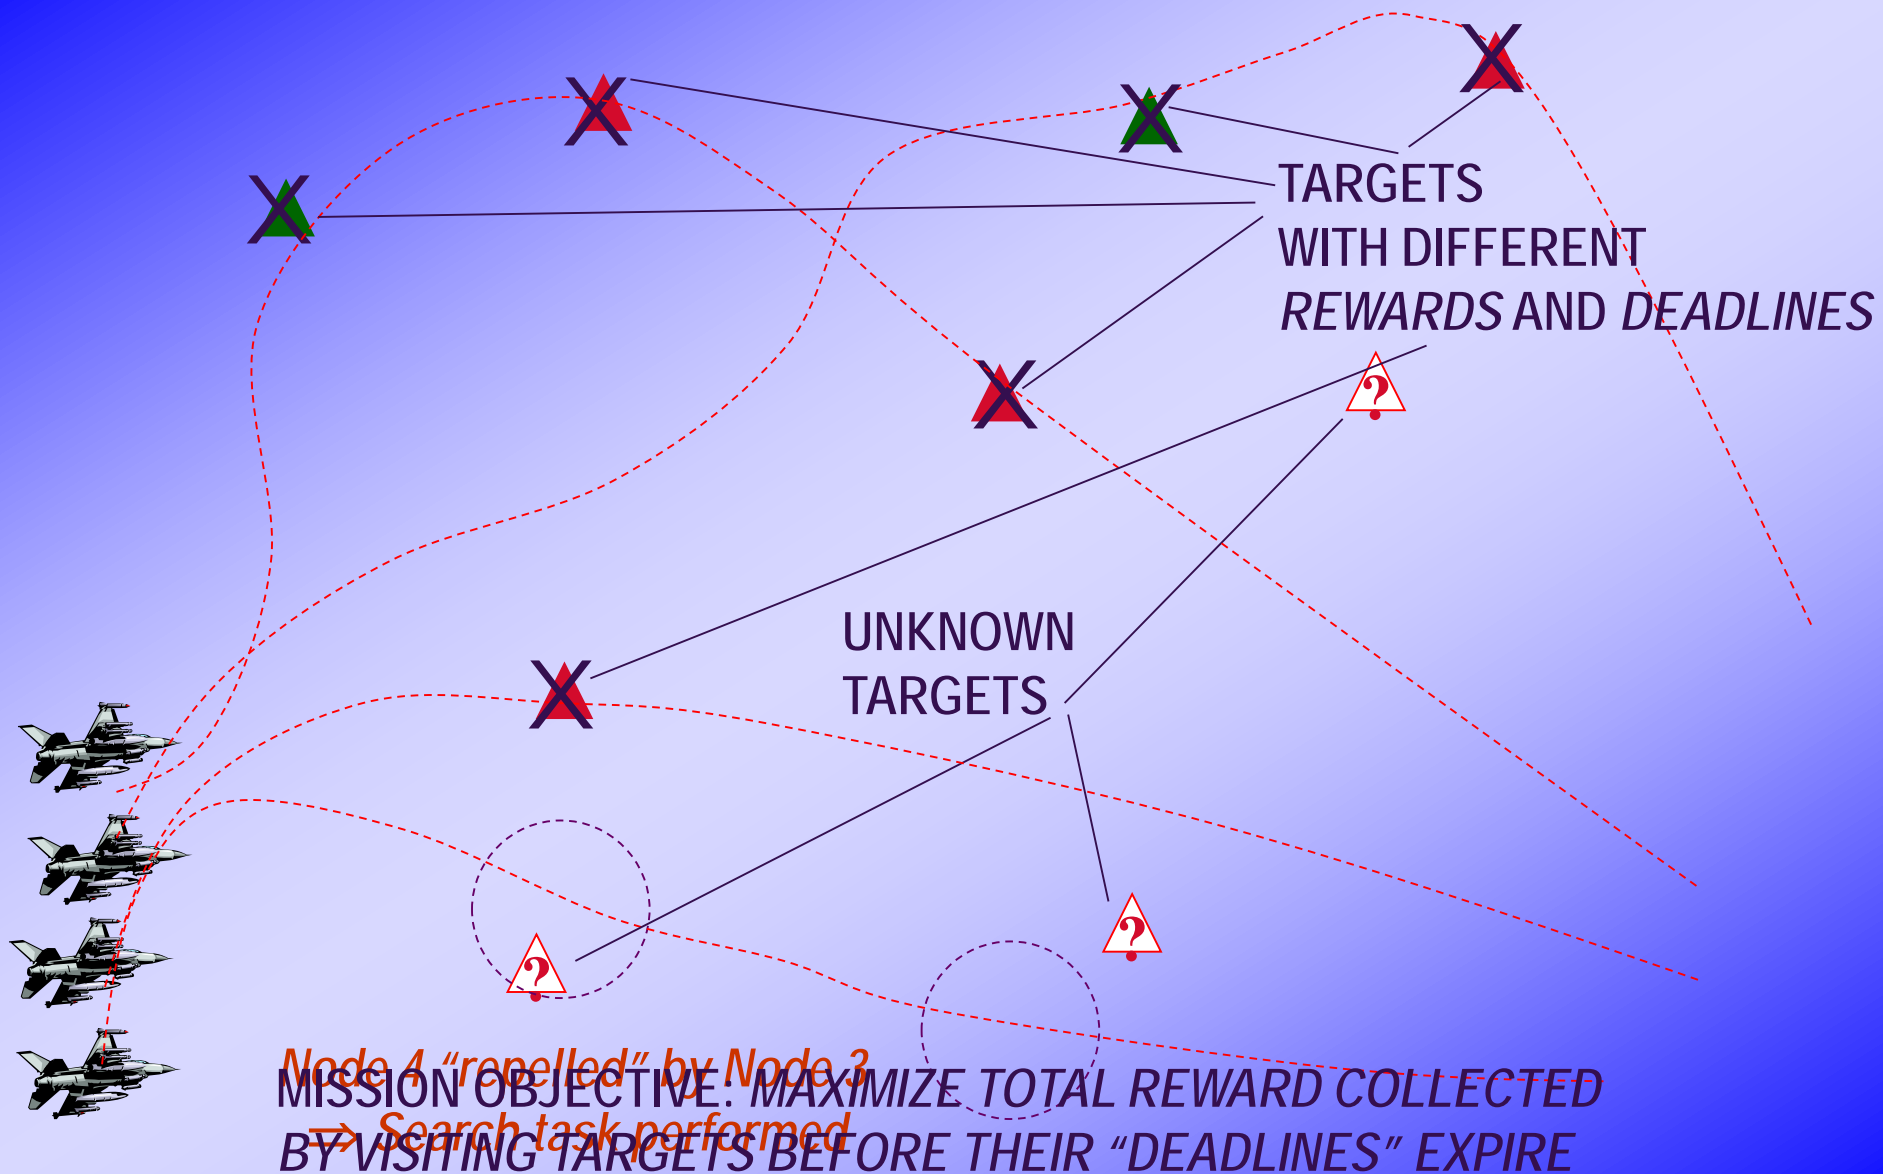 TARGETS
WITH DIFFERENT
REWARDS AND DEADLINES
?
UNKNOWN
TARGETS
?
?
Node 4 “repelled” by Node 3
MISSION OBJECTIVE: MAXIMIZE TOTAL REWARD COLLECTED
⇒ Search task performed
BY VISITING TARGETS BEFORE THEIR “DEADLINES” EXPIRE